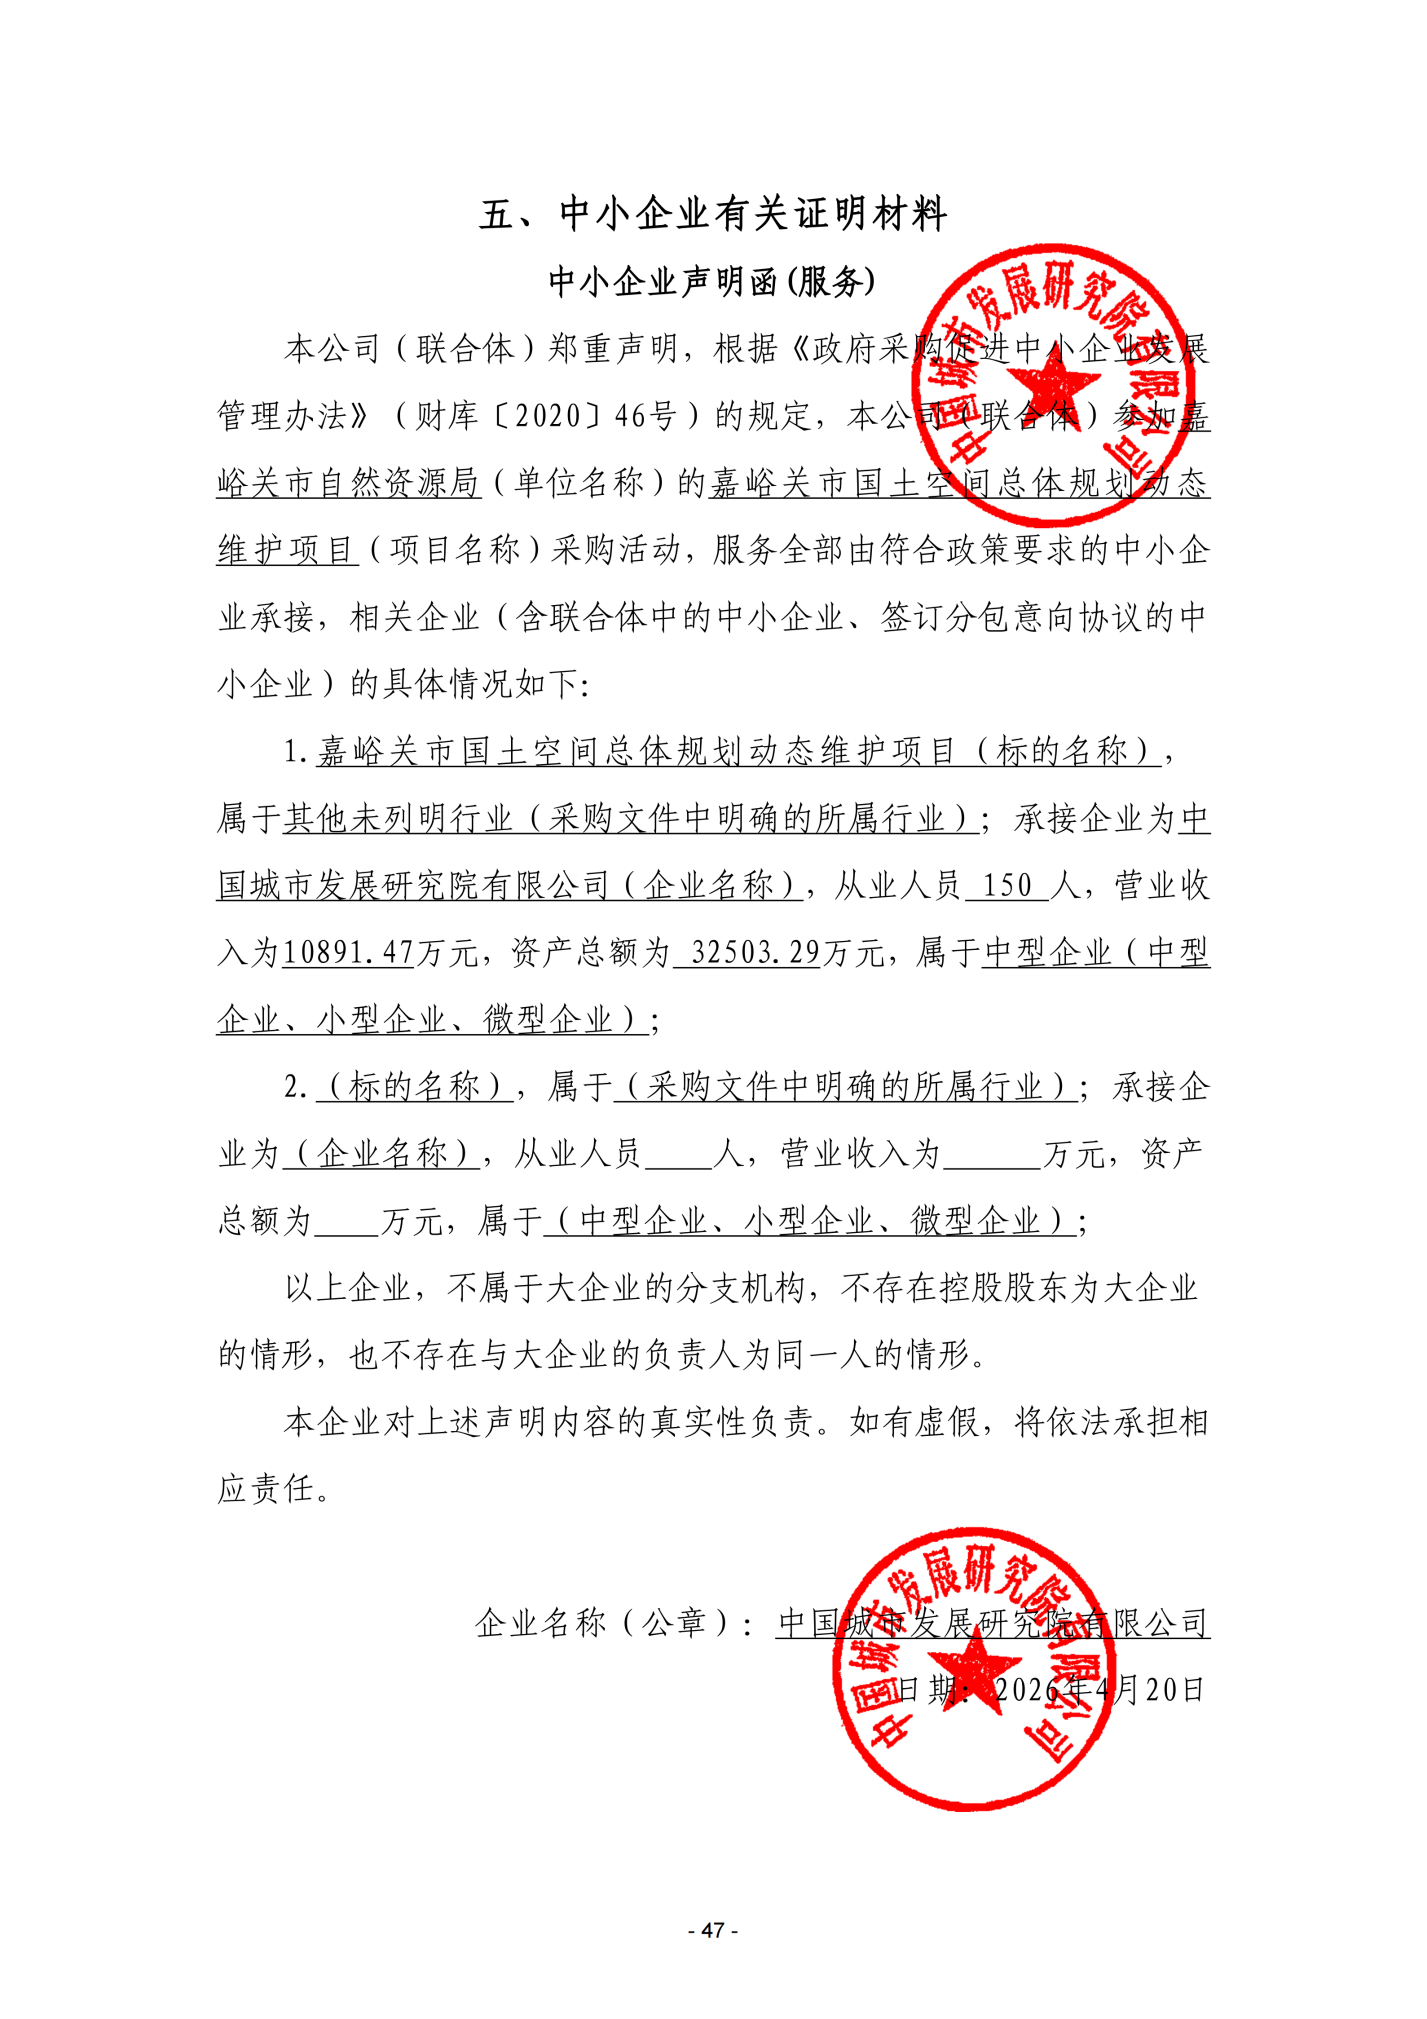 五、中小企业有关证明材料
中小企业声明函(服务)
本公司（联合体）郑重声明，根据《政府采购促进中小企业发展
管理办法》（财库〔2020〕46号）的规定，本公司（联合体）参加嘉
峪关市自然资源局（单位名称）的嘉峪关市国土空间总体规划动态
维护项目（项目名称）采购活动，服务全部由符合政策要求的中小企
业承接，相关企业（含联合体中的中小企业、签订分包意向协议的中
小企业）的具体情况如下：
1.嘉峪关市国土空间总体规划动态维护项目（标的名称），
属于其他未列明行业（采购文件中明确的所属行业）；承接企业为中
国城市发展研究院有限公司（企业名称），从业人员 150 人，营业收
入为10891.47万元，资产总额为 32503.29万元，属于中型企业（中型
企业、小型企业、微型企业）；
2.（标的名称），属于（采购文件中明确的所属行业）；承接企
业为（企业名称），从业人员____人，营业收入为______万元，资产
总额为____万元，属于（中型企业、小型企业、微型企业）；
以上企业，不属于大企业的分支机构，不存在控股股东为大企业
的情形，也不存在与大企业的负责人为同一人的情形。
本企业对上述声明内容的真实性负责。如有虚假，将依法承担相
应责任。
企业名称（公章）：中国城市发展研究院有限公司
日期：2026年4月20日
中国城市发展研究院有限公司
中国城市发展研究院有限公司
- 47 -